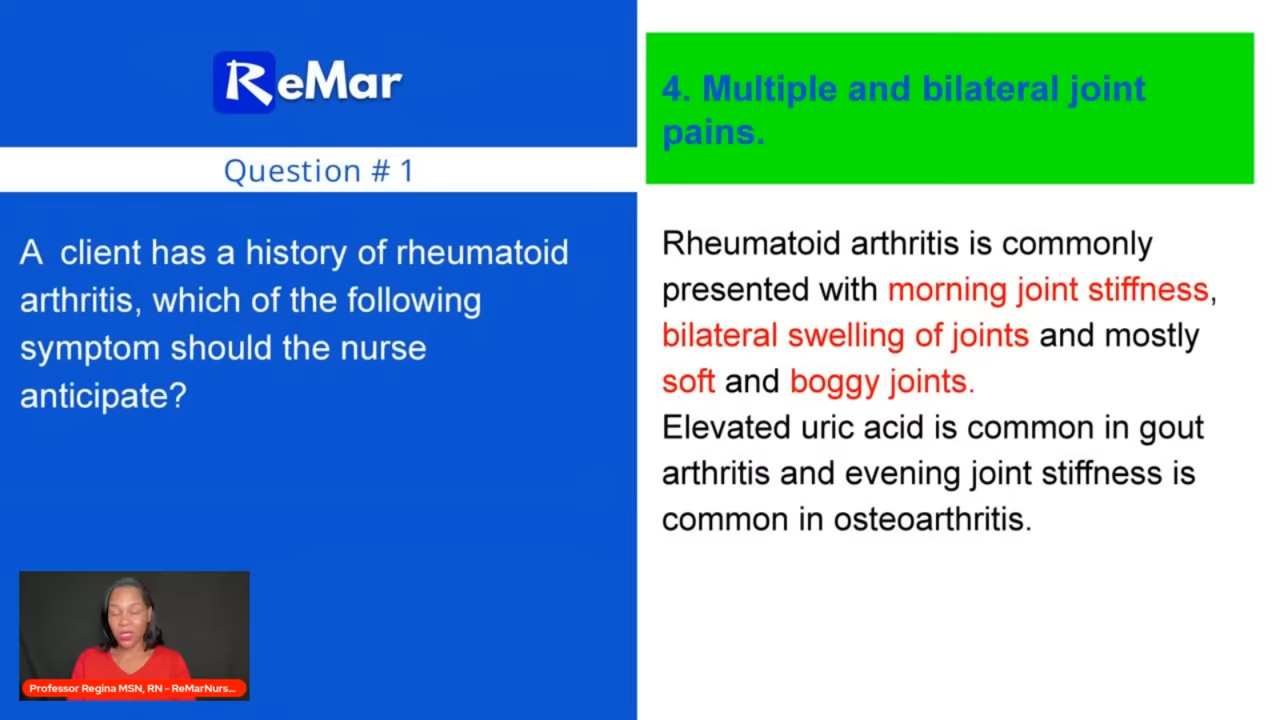 ReMar
Question # 1
A client has a history of rheumatoid
arthritis, which of the following
symptom should the nurse
anticipate?
4. Multiple and bilateral joint
pains.
Rheumatoid arthritis is commonly
presented with morning joint stiffness,
bilateral swelling of joints and mostly
soft and boggy joints.
Elevated uric acid is common in gout
arthritis and evening joint stiffness is
common in osteoarthritis.
Professor Regina MSN, RN - ReMarNurs...